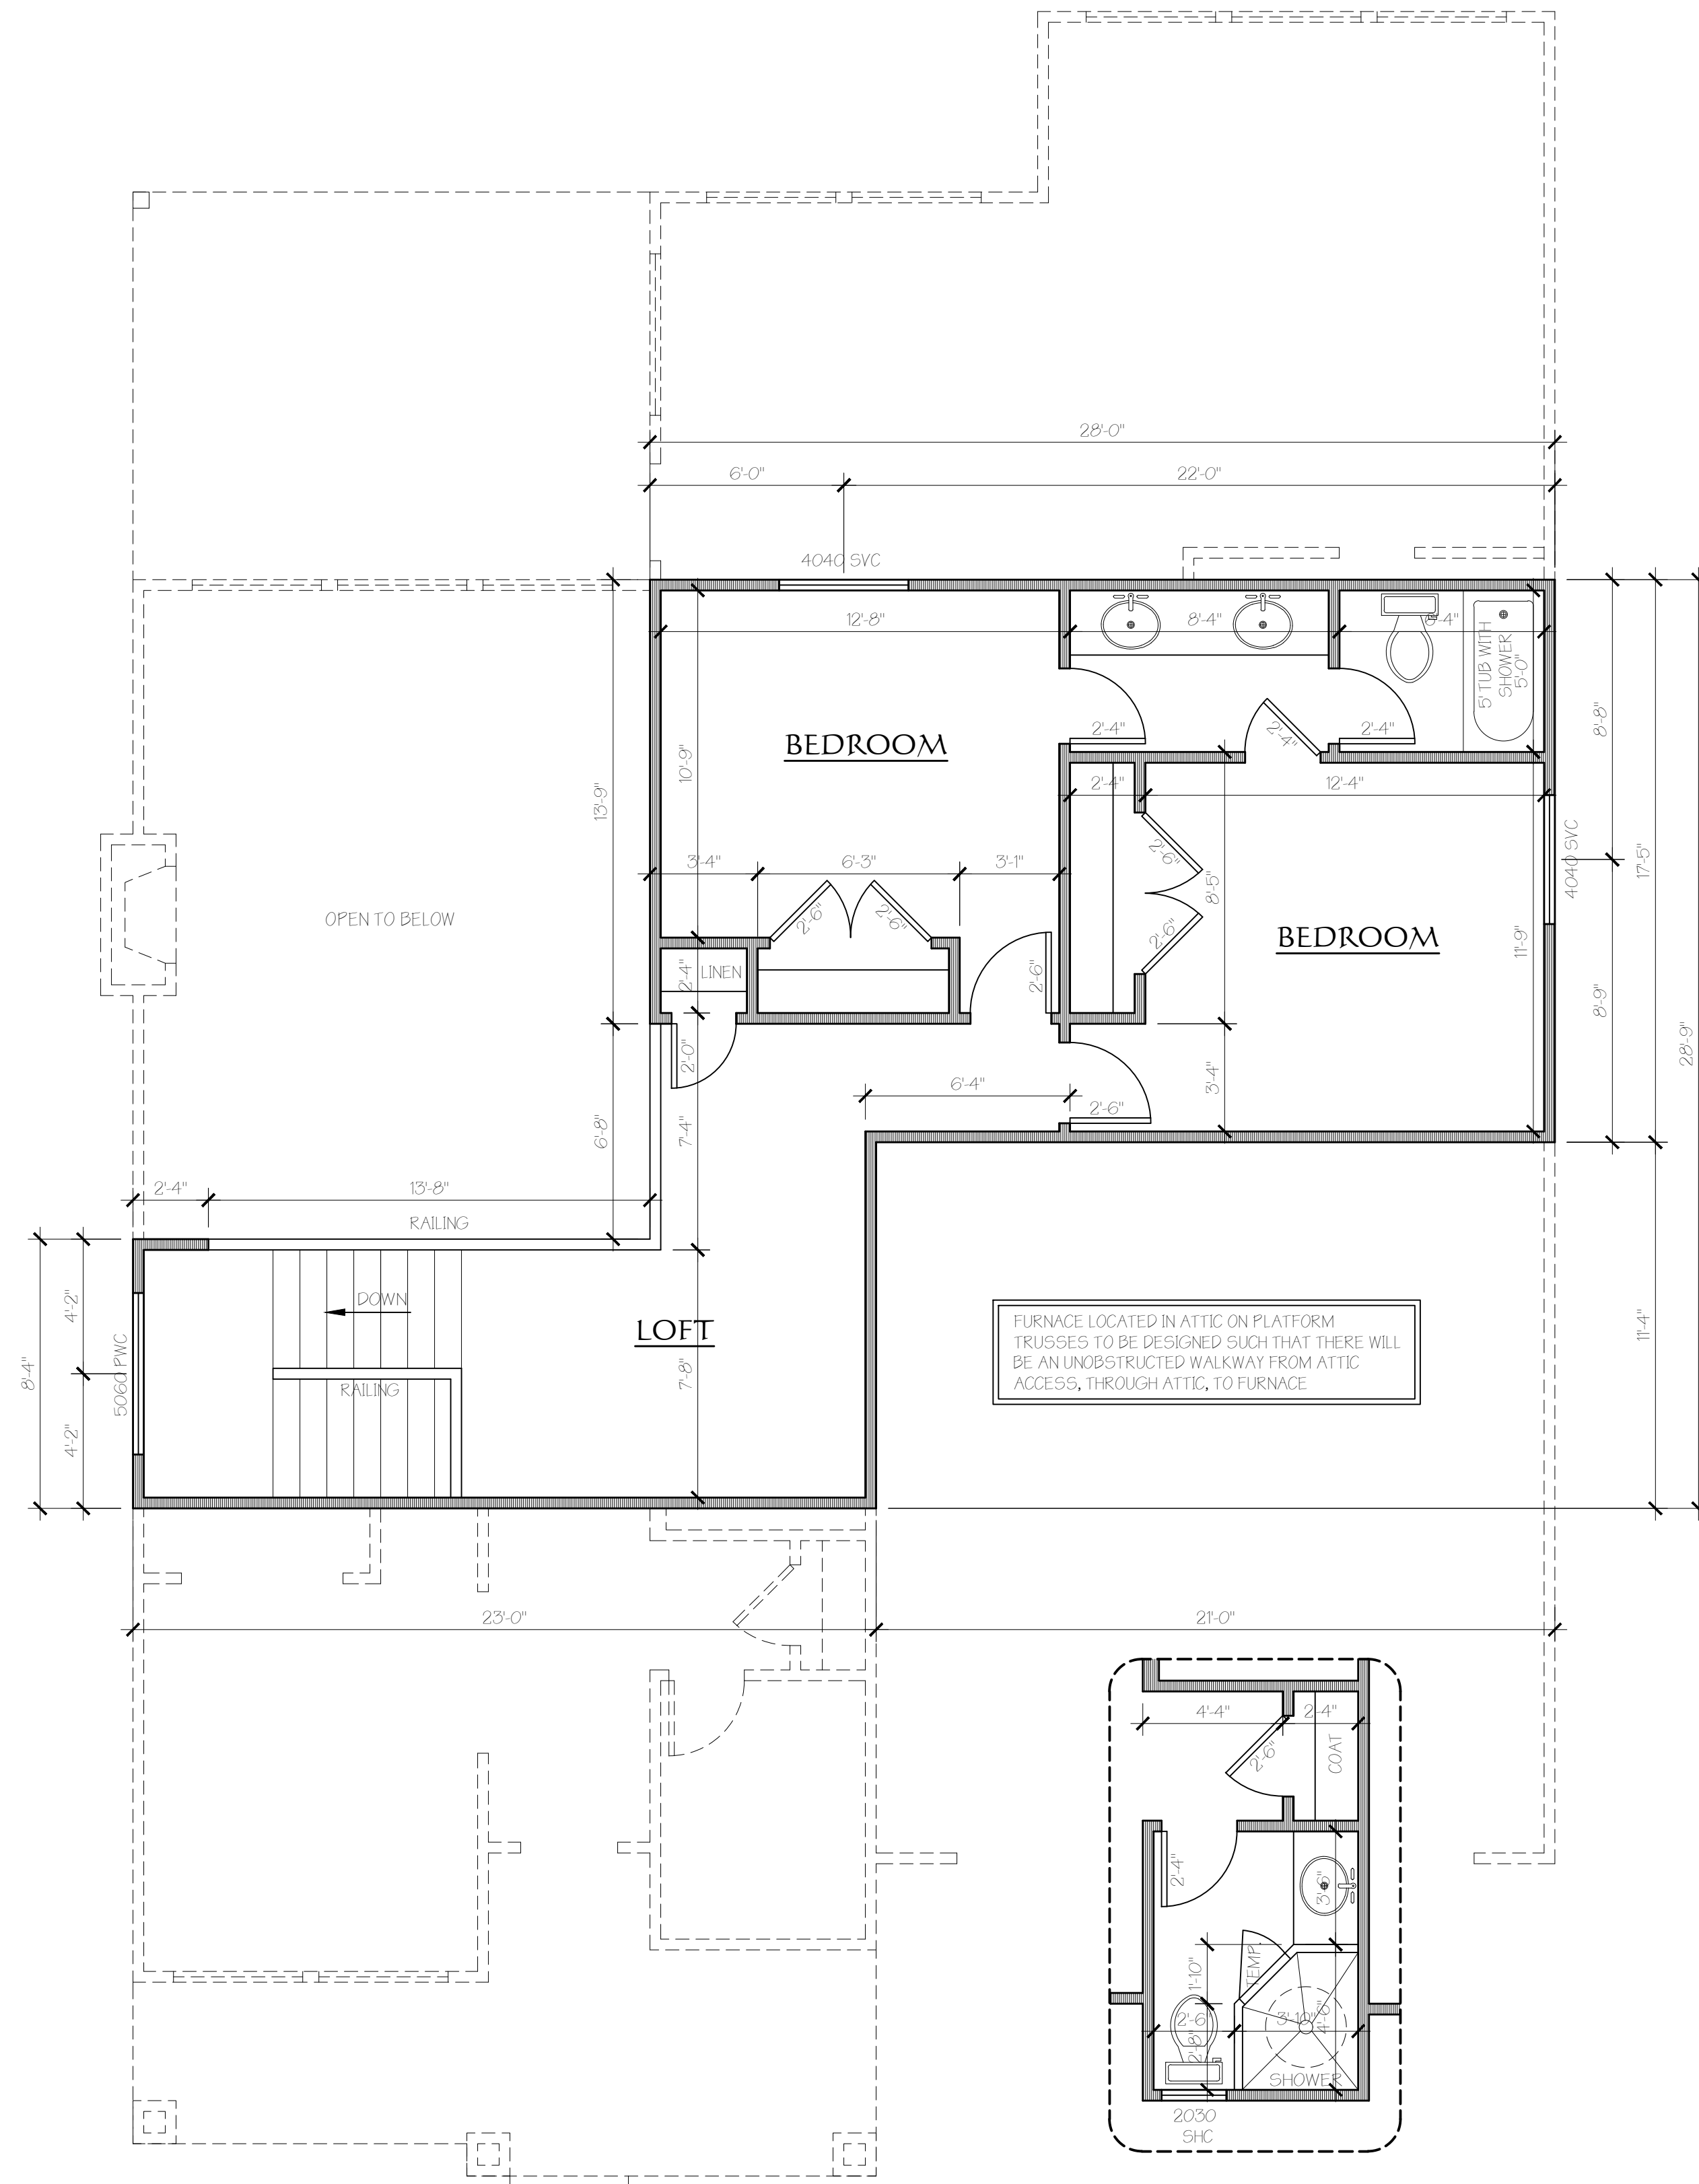 28'-0"
6'-0"
22'-0"
4040 SVC
12'-8"
8'-4"
6'-4"
5' TUB WITH
SHOWER
5'-0"
8'-8"
2'-4"
2'-4"
2'-4"
BEDROOM
10'-9"
13'-9"
2'-4"
12'-4"
4040 SVC
17'-5"
3'-4"
6'-3"
3'-1"
2'-6"
2'-6"
2'-6"
8'-5"
2'-6"
OPEN TO BELOW
BEDROOM
11'-9"
2'-4"
LINEN
2'-6"
8'-9"
28'-9"
2'-0"
6'-4"
3'-4"
2'-6"
6'-8"
7'-4"
2'-4"
13'-8"
RAILING
4'-2"
DOWN
LOFT
8'-4"
5060 PWC
RAILING
7'-8"
4'-2"
11'-4"
FURNACE LOCATED IN ATTIC ON PLATFORM
TRUSSES TO BE DESIGNED SUCH THAT THERE WILL
BE AN UNOBSTRUCTED WALKWAY FROM ATTIC
ACCESS, THROUGH ATTIC, TO FURNACE
23'-0"
21'-0"
4'-4"
2'-4"
2'-6"
COAT
2'-4"
3'-6"
TEMP.
1'-10"
2'-6"
3'-10"
4'-6"
2'-8"
SHOWER
2030
SHC